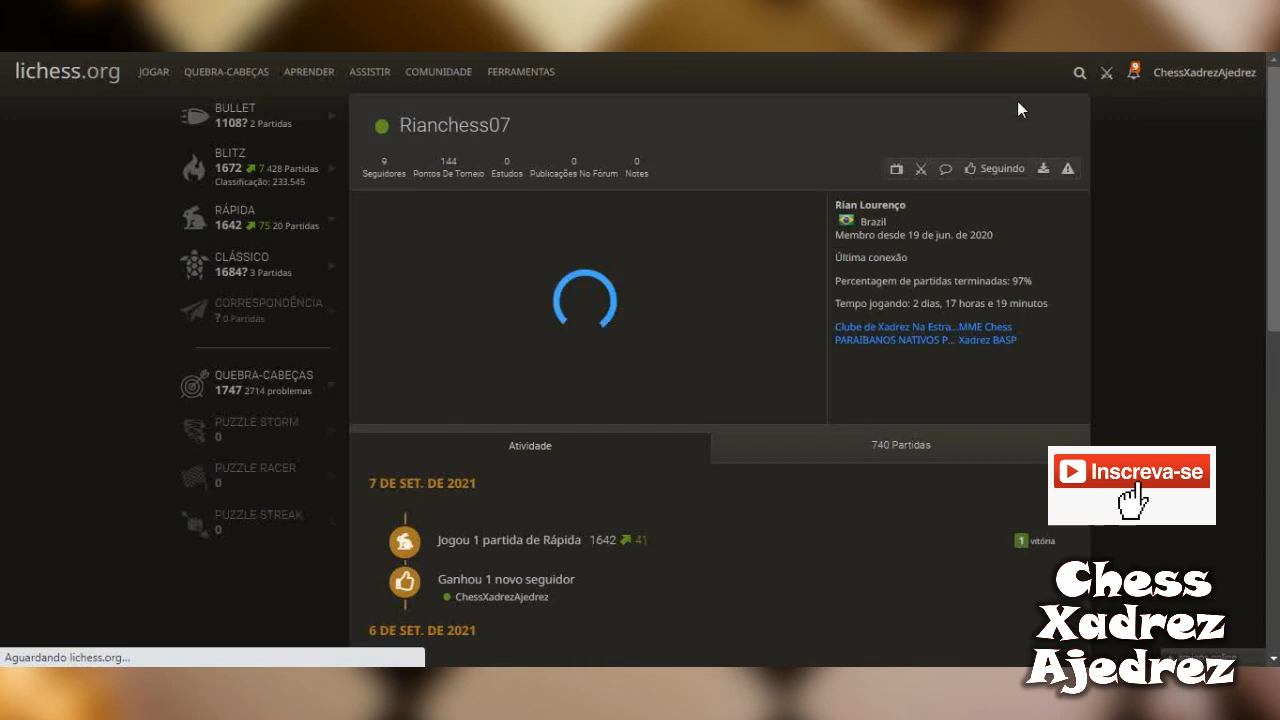 lichess.org JOGAR QUEBRA-CABEÇAS APRENDER ASSISTIR COMUNIDADE FERRAMENTAS 9 ChessXadrezAjedrez
BULLET
1108? 2 Partidas
BLITZ
1672 7 428 Partidas
Classificação: 233.545
RÁPIDA
1642 75 20 Partidas
CLÁSSICO
1684? 3 Partidas
CORRESPONDÊNCIA
? 0 Partidas
QUEBRA-CABEÇAS
1747 2714 problemas
PUZZLE STORM
0
PUZZLE RACER
0
PUZZLE STREAK
0
Rianchess07
9 144 0 0 0
Seguidores Pontos De Torneio Estudos Publicações No Fórum Notes
Seguindo
Rian Lourenço
Brazil
Membro desde 19 de jun. de 2020
Última conexão
Percentagem de partidas terminadas: 97%
Tempo jogando: 2 dias, 17 horas e 19 minutos
Clube de Xadrez Na Estra... MME Chess
PARAIBANOS NATIVOS P... Xadrez BASP
Atividade 740 Partidas
7 DE SET. DE 2021
Jogou 1 partida de Rápida 1642 41 1 vitória
Ganhou 1 novo seguidor
ChessXadrezAjedrez
6 DE SET. DE 2021
Inscreva-se
Chess
Xadrez
Ajedrez
Aguardando lichess.org...